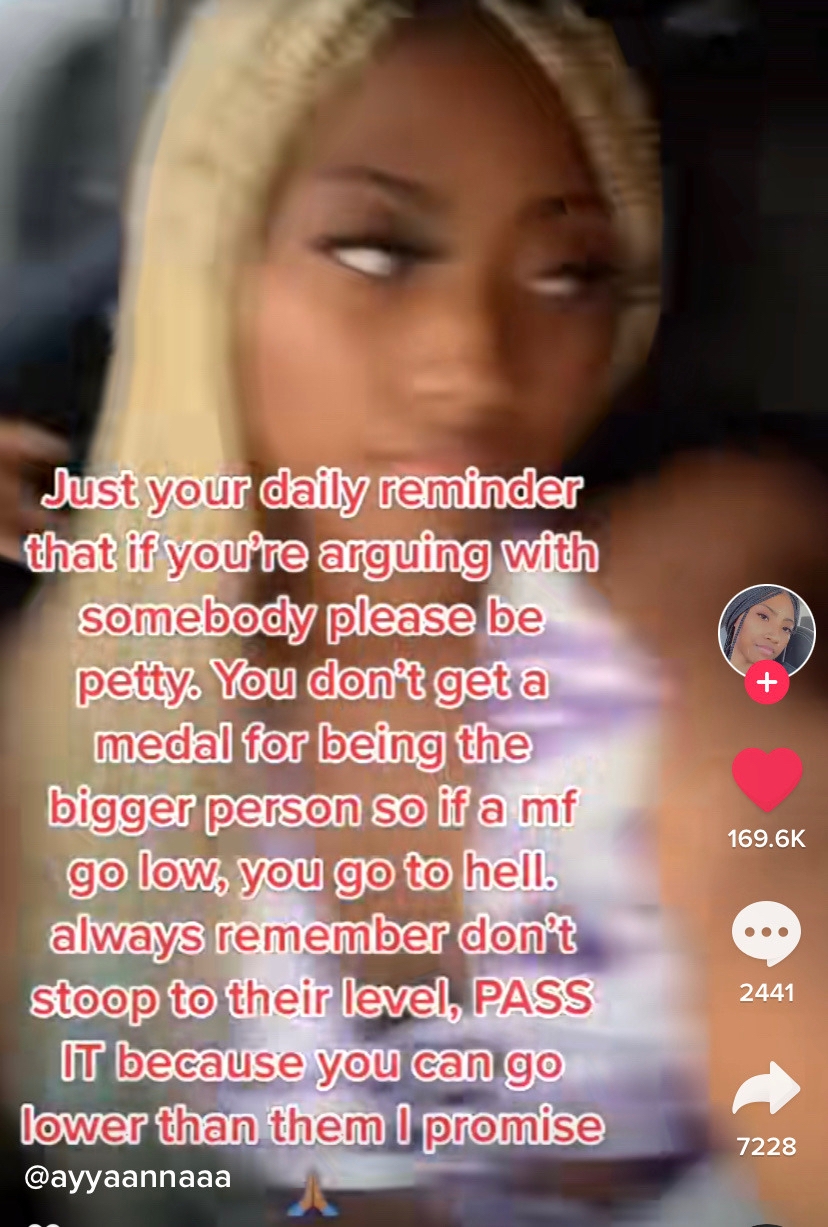 Just your daily reminder
that if you're arguing with
somebody please be
petty. You don't get a
medal for being the
bigger person so if a mf
go low, you go to hell.
always remember don't
stoop to their level, PASS
IT because you can go
lower than them I promise
🙏🏽
169.6K
2441
7228
@ayyaannaaa